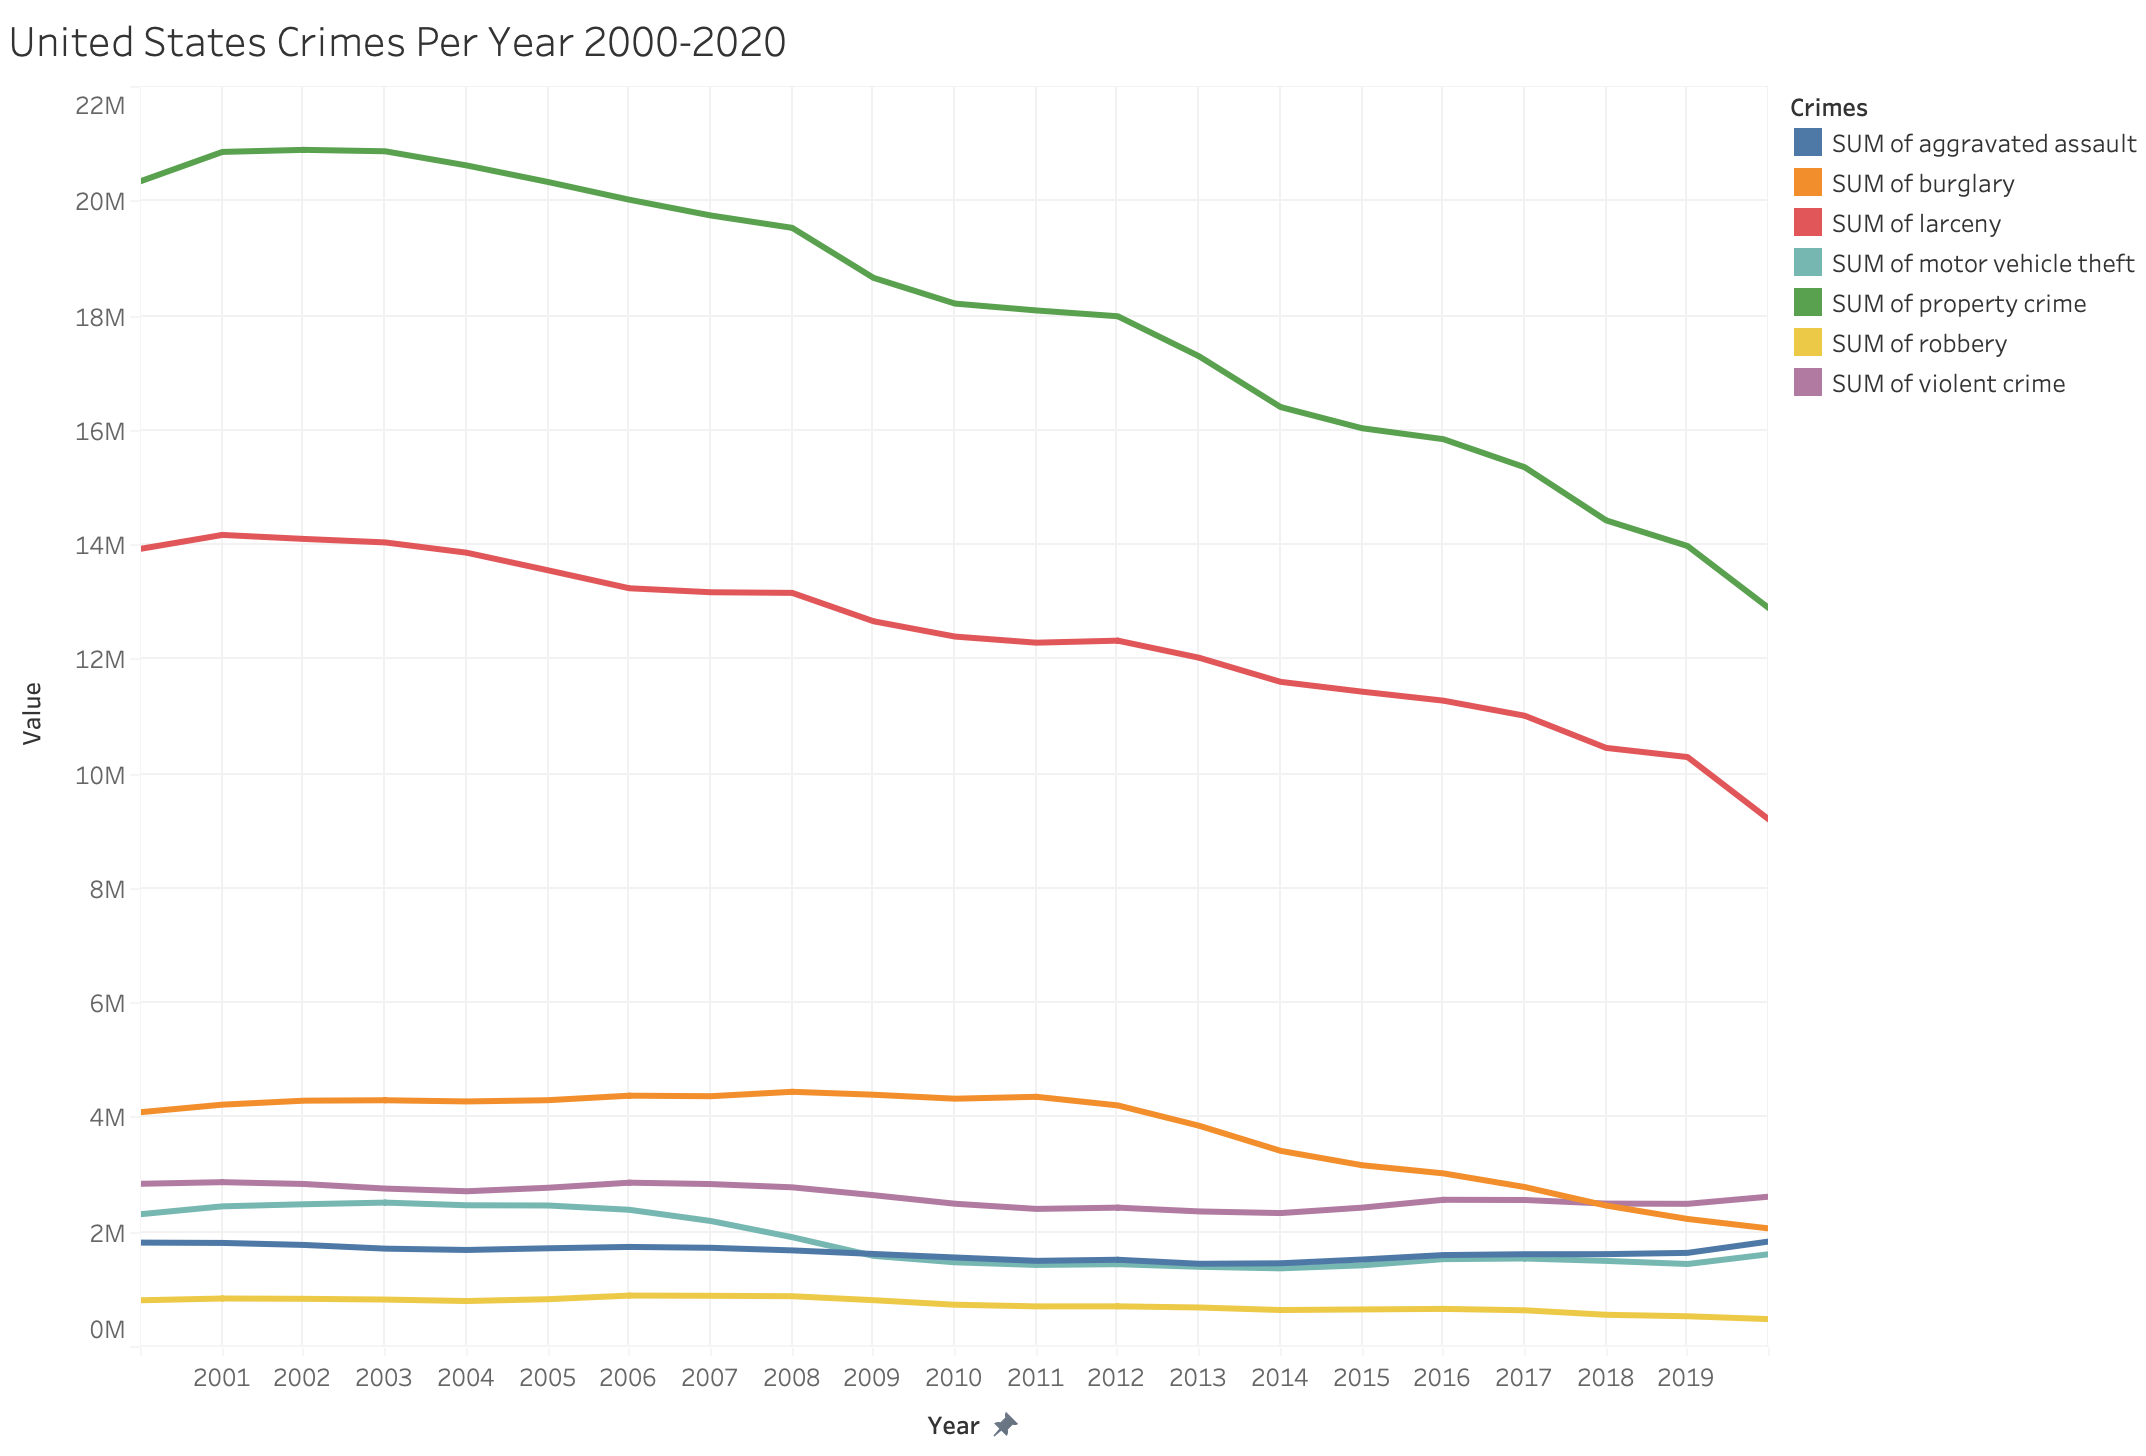 United States Crimes Per Year 2000-2020
22M
20M
18M
16M
14M
12M
10M
8M
6M
4M
2M
0M
Value
2001 2002 2003 2004 2005 2006 2007 2008 2009 2010 2011 2012 2013 2014 2015 2016 2017 2018 2019
Year
Crimes
SUM of aggravated assault
SUM of burglary
SUM of larceny
SUM of motor vehicle theft
SUM of property crime
SUM of robbery
SUM of violent crime